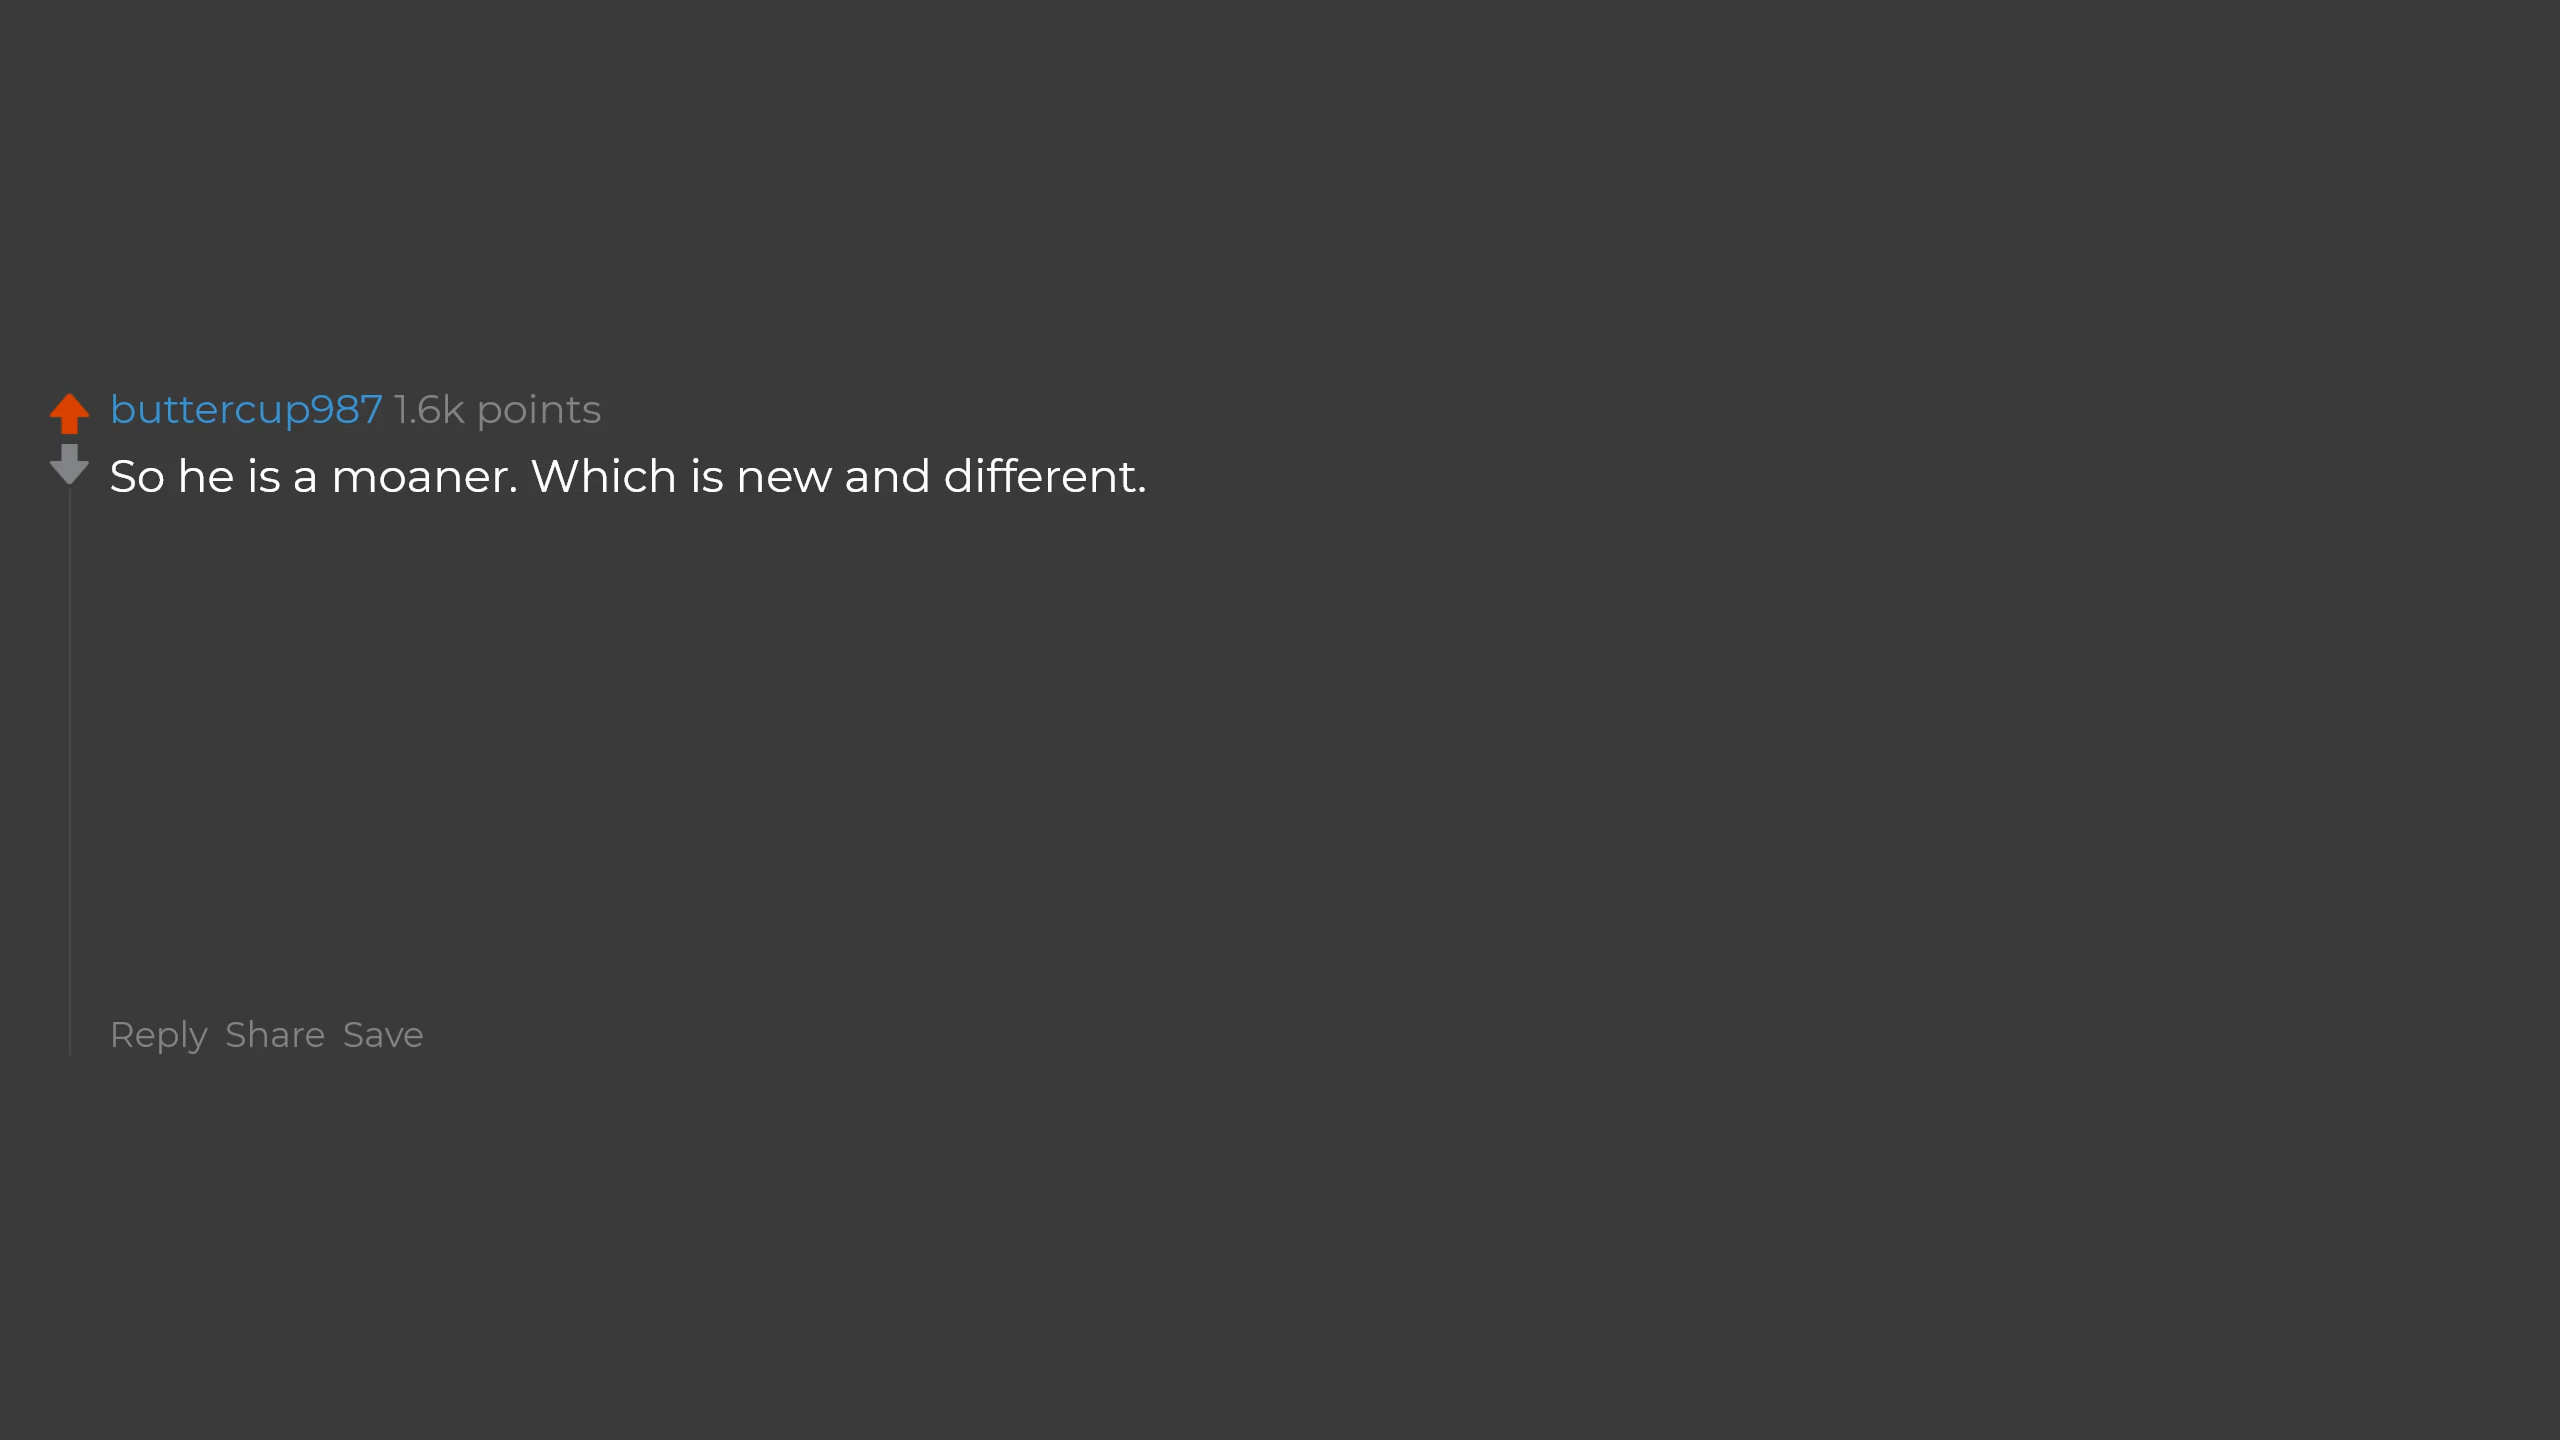 buttercup987 1.6k points
So he is a moaner. Which is new and different.
Reply Share Save